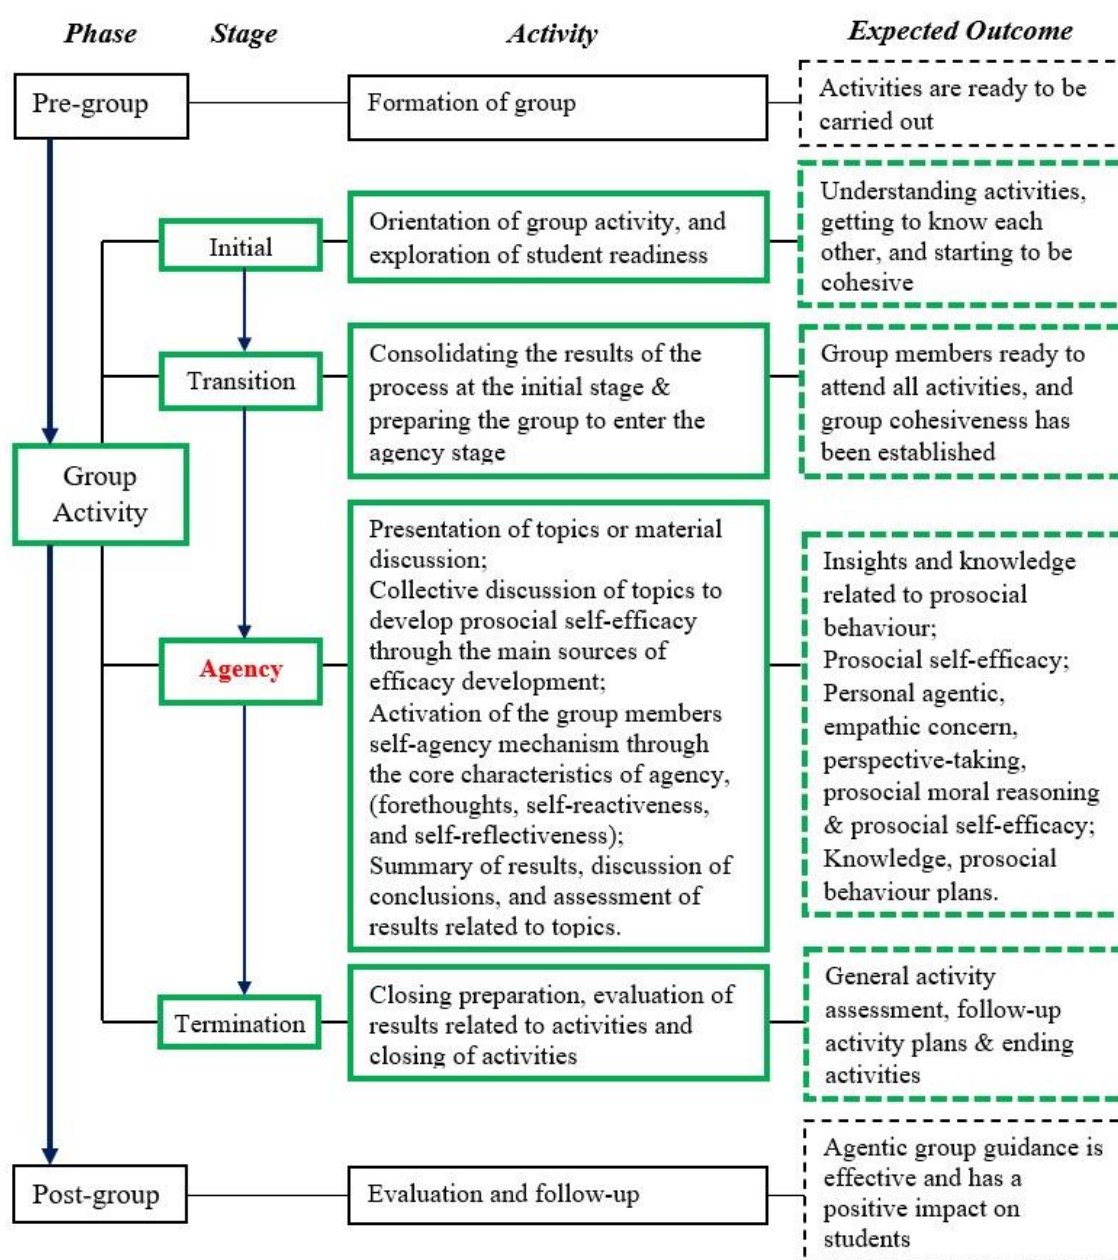 Phase Stage Activity Expected Outcome
Pre-group
Formation of group
Activities are ready to be
carried out
Initial
Orientation of group activity, and
exploration of student readiness
Understanding activities,
getting to know each
other, and starting to be
cohesive
Transition
Consolidating the results of the
process at the initial stage &
preparing the group to enter the
agency stage
Group members ready to
attend all activities, and
group cohesiveness has
been established
Group
Activity
Agency
Presentation of topics or material
discussion;
Collective discussion of topics to
develop prosocial self-efficacy
through the main sources of
efficacy development;
Activation of the group members
self-agency mechanism through
the core characteristics of agency,
(forethoughts, self-reactiveness,
and self-reflectiveness);
Summary of results, discussion of
conclusions, and assessment of
results related to topics.
Insights and knowledge
related to prosocial
behaviour;
Prosocial self-efficacy;
Personal agentic,
empathic concern,
perspective-taking,
prosocial moral reasoning
& prosocial self-efficacy;
Knowledge, prosocial
behaviour plans.
Termination
Closing preparation, evaluation of
results related to activities and
closing of activities
General activity
assessment, follow-up
activity plans & ending
activities
Post-group
Evaluation and follow-up
Agentic group guidance is
effective and has a
positive impact on
students